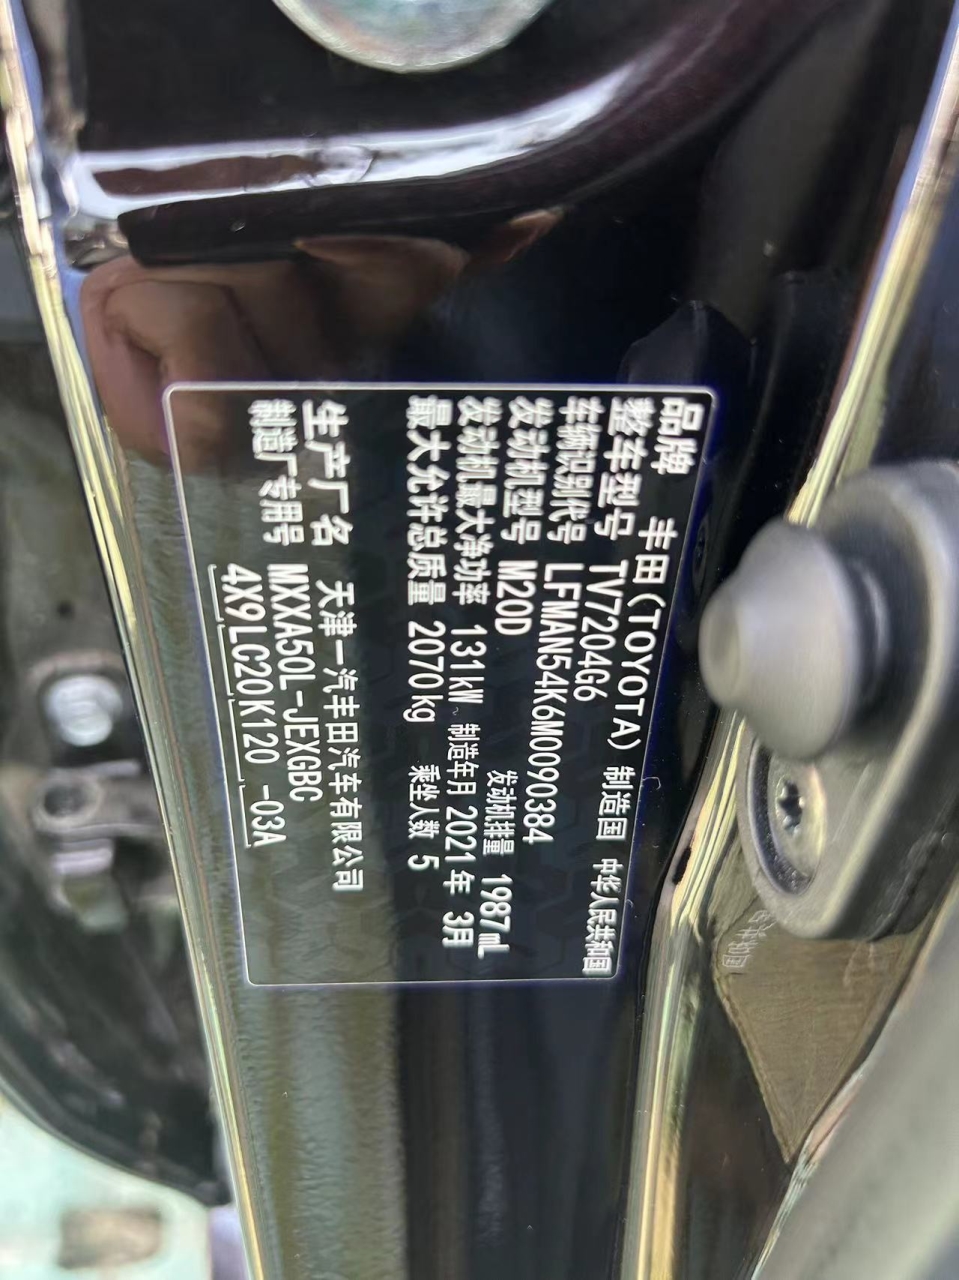 品牌 丰田(TOYOTA) 制造国 中华人民共和国
整车型号 TV7204G6
车辆识别代号 LFMAN54K6M0090384
发动机型号 M20D 发动机排量 1987mL
发动机最大净功率 131kW 制造年月 2021年 3月
最大允许总质量 2070kg 乘坐人数 5
生产厂名 天津一汽丰田汽车有限公司
制造厂专用号 MXXA50L-JEXGBC
4X9LC20K120 -03A